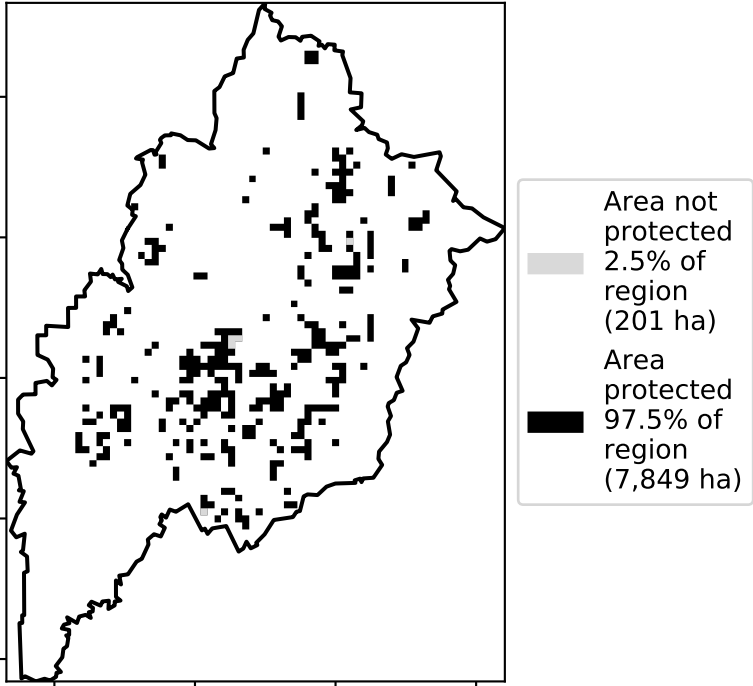 Area not
protected
2.5% of
region
(201 ha)
Area
protected
97.5% of
region
(7,849 ha)